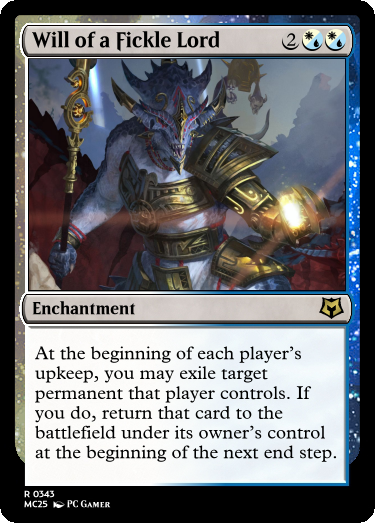 Will of a Fickle Lord 2
Enchantment
At the beginning of each player's
upkeep, you may exile target
permanent that player controls. If
you do, return that card to the
battlefield under its owner's control
at the beginning of the next end step.
R 0343
MC25 PC Gamer